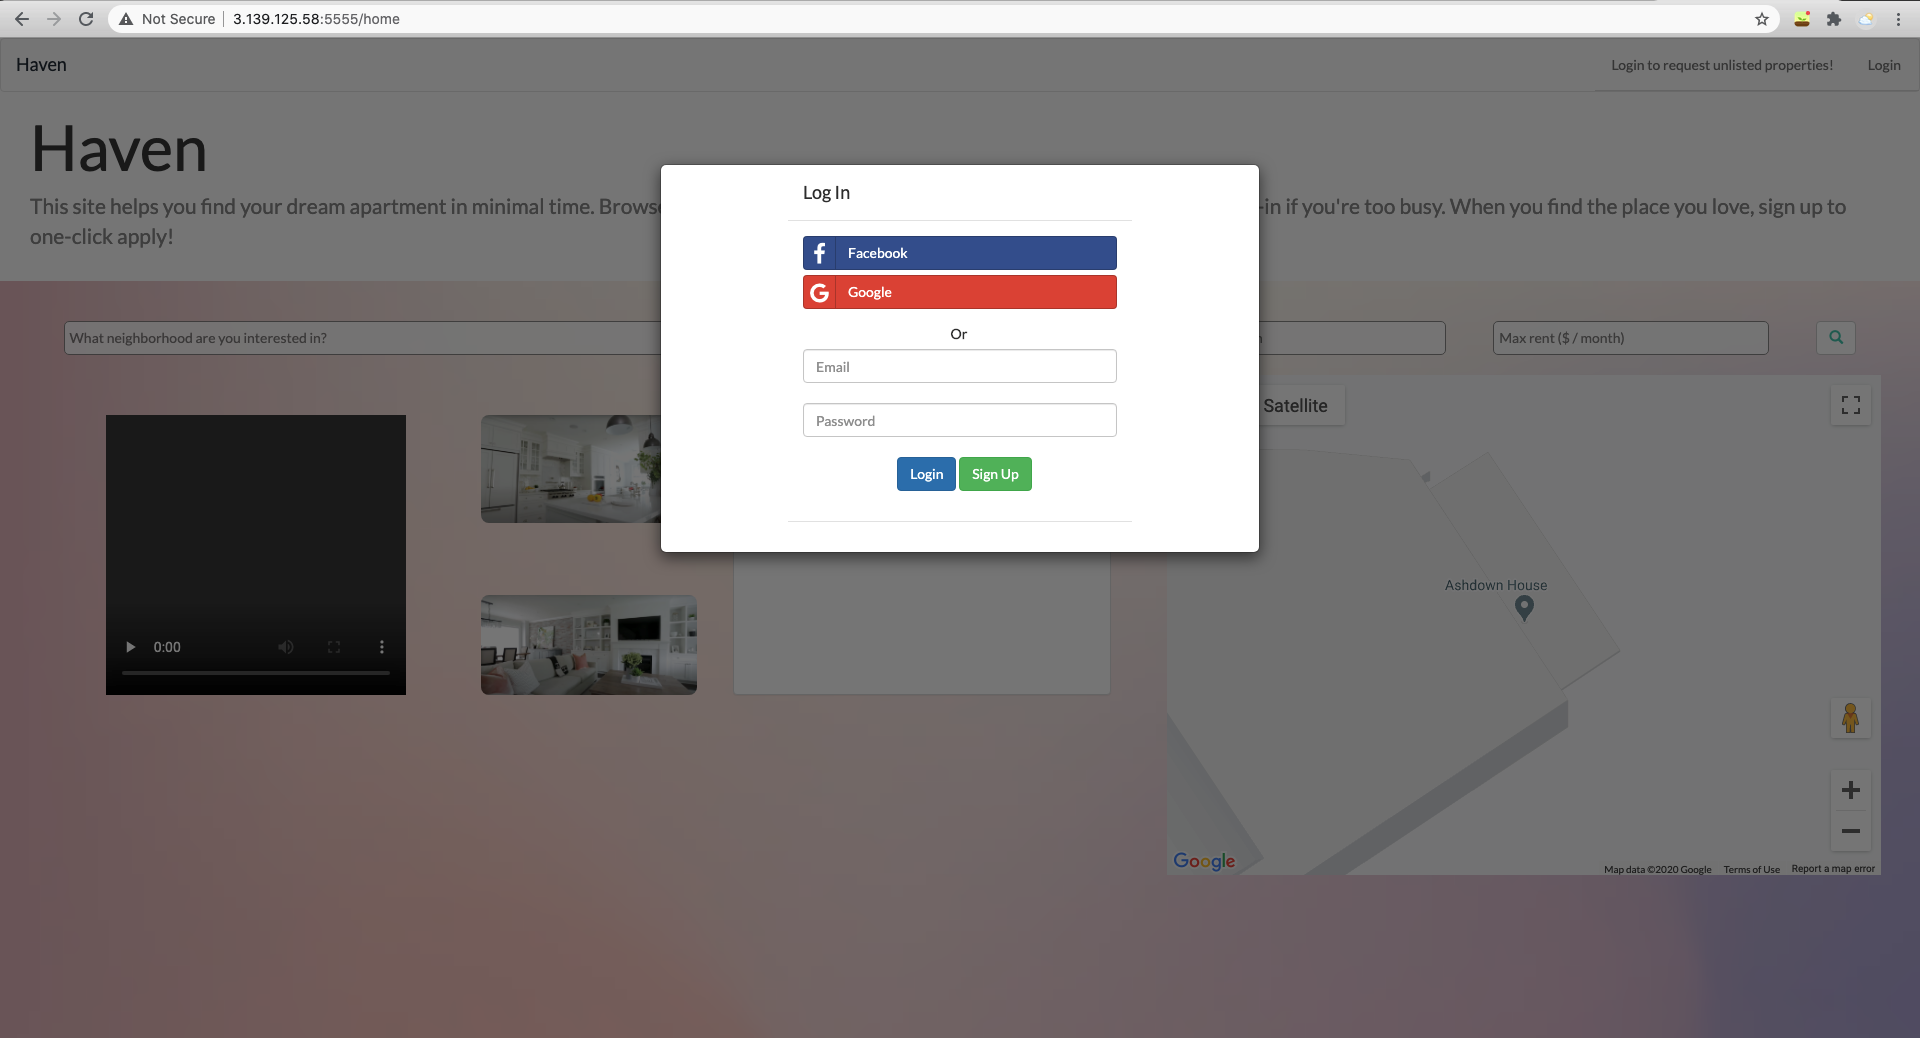 Not Secure
3.139.125.58:5555/home
Haven
Login to request unlisted properties!
Login
Haven
This site helps you find your dream apartment in minimal time. Brows
-in if you're too busy. When you find the place you love, sign up to
one-click apply!
Log In
Facebook
Google
Or
Email
Password
Login
Sign Up
What neighborhood are you interested in?
Max rent ($ / month)
Satellite
0:00
Ashdown House
Google
Map data ©2020 Google
Terms of Use
Report a map error